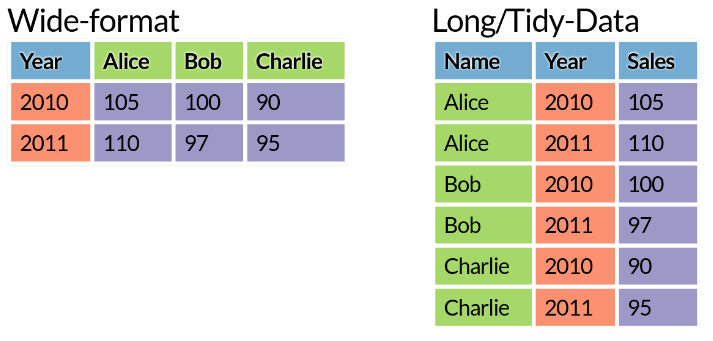 Wide-format
Year Alice Bob Charlie
2010 105 100 90
2011 110 97 95
Long/Tidy-Data
Name Year Sales
Alice 2010 105
Alice 2011 110
Bob 2010 100
Bob 2011 97
Charlie 2010 90
Charlie 2011 95